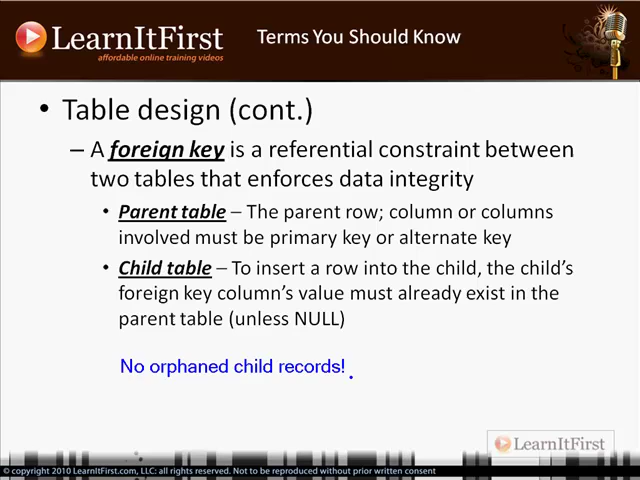 LearnItFirst
affordable online training videos
Terms You Should Know
• Table design (cont.)
– A foreign key is a referential constraint between
two tables that enforces data integrity
• Parent table – The parent row; column or columns
involved must be primary key or alternate key
• Child table – To insert a row into the child, the child's
foreign key column's value must already exist in the
parent table (unless NULL)
No orphaned child records! .
LearnItFirst
© copyright 2010 LearnItFirst.com, LLC: all rights reserved. Not to be reproduced without prior written consent